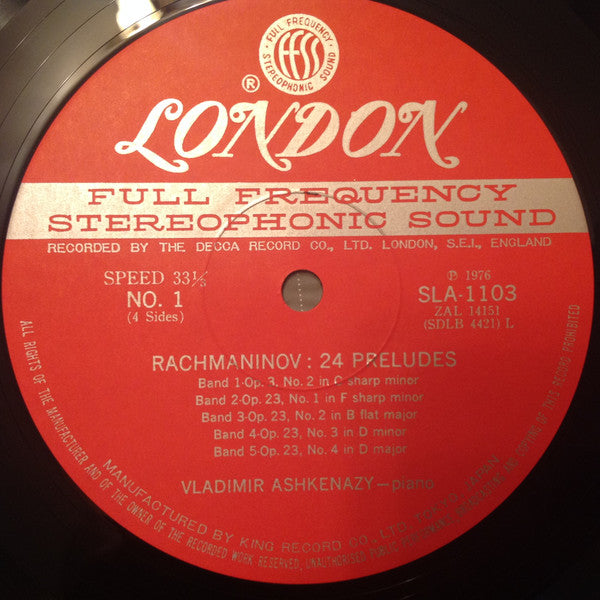 FULL FREQUENCY
FFSS
STEREOPHONIC SOUND
®
LONDON
FULL FREQUENCY
STEREOPHONIC SOUND
RECORDED BY THE DECCA RECORD CO., LTD. LONDON, S.E.I., ENGLAND
SPEED 33⅓
NO. 1
(4 Sides)
℗ 1976
SLA-1103
ZAL 14151
(SDLB 4421) L
RACHMANINOV : 24 PRELUDES
Band 1-Op. 3, No. 2 in C sharp minor
Band 2-Op. 23, No. 1 in F sharp minor
Band 3-Op. 23, No. 2 in B flat major
Band 4-Op. 23, No. 3 in D minor
Band 5-Op. 23, No. 4 in D major
VLADIMIR ASHKENAZY—piano
MANUFACTURED BY KING RECORD CO., LTD. TOKYO, JAPAN
ALL RIGHTS OF THE MANUFACTURER AND OF THE OWNER OF THE RECORDED WORK RESERVED, UNAUTHORISED PUBLIC PERFORMANCE, BROADCASTING AND COPYING OF THIS RECORD PROHIBITED